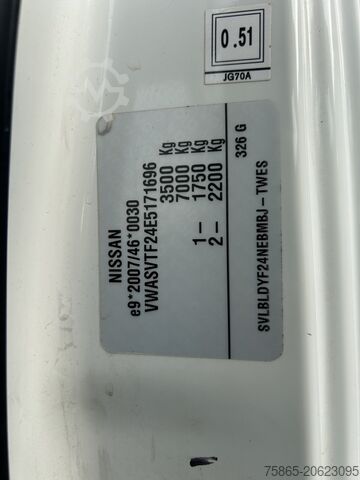 0.51
JG70A
NISSAN
e9*2007/46*0030
VWASVTF24E5171696
3500 Kg
7000 Kg
1– 1750 Kg
2– 2200 Kg
326 G
SVLBLDYF24NEBMBJ–TWES
75865-20623095